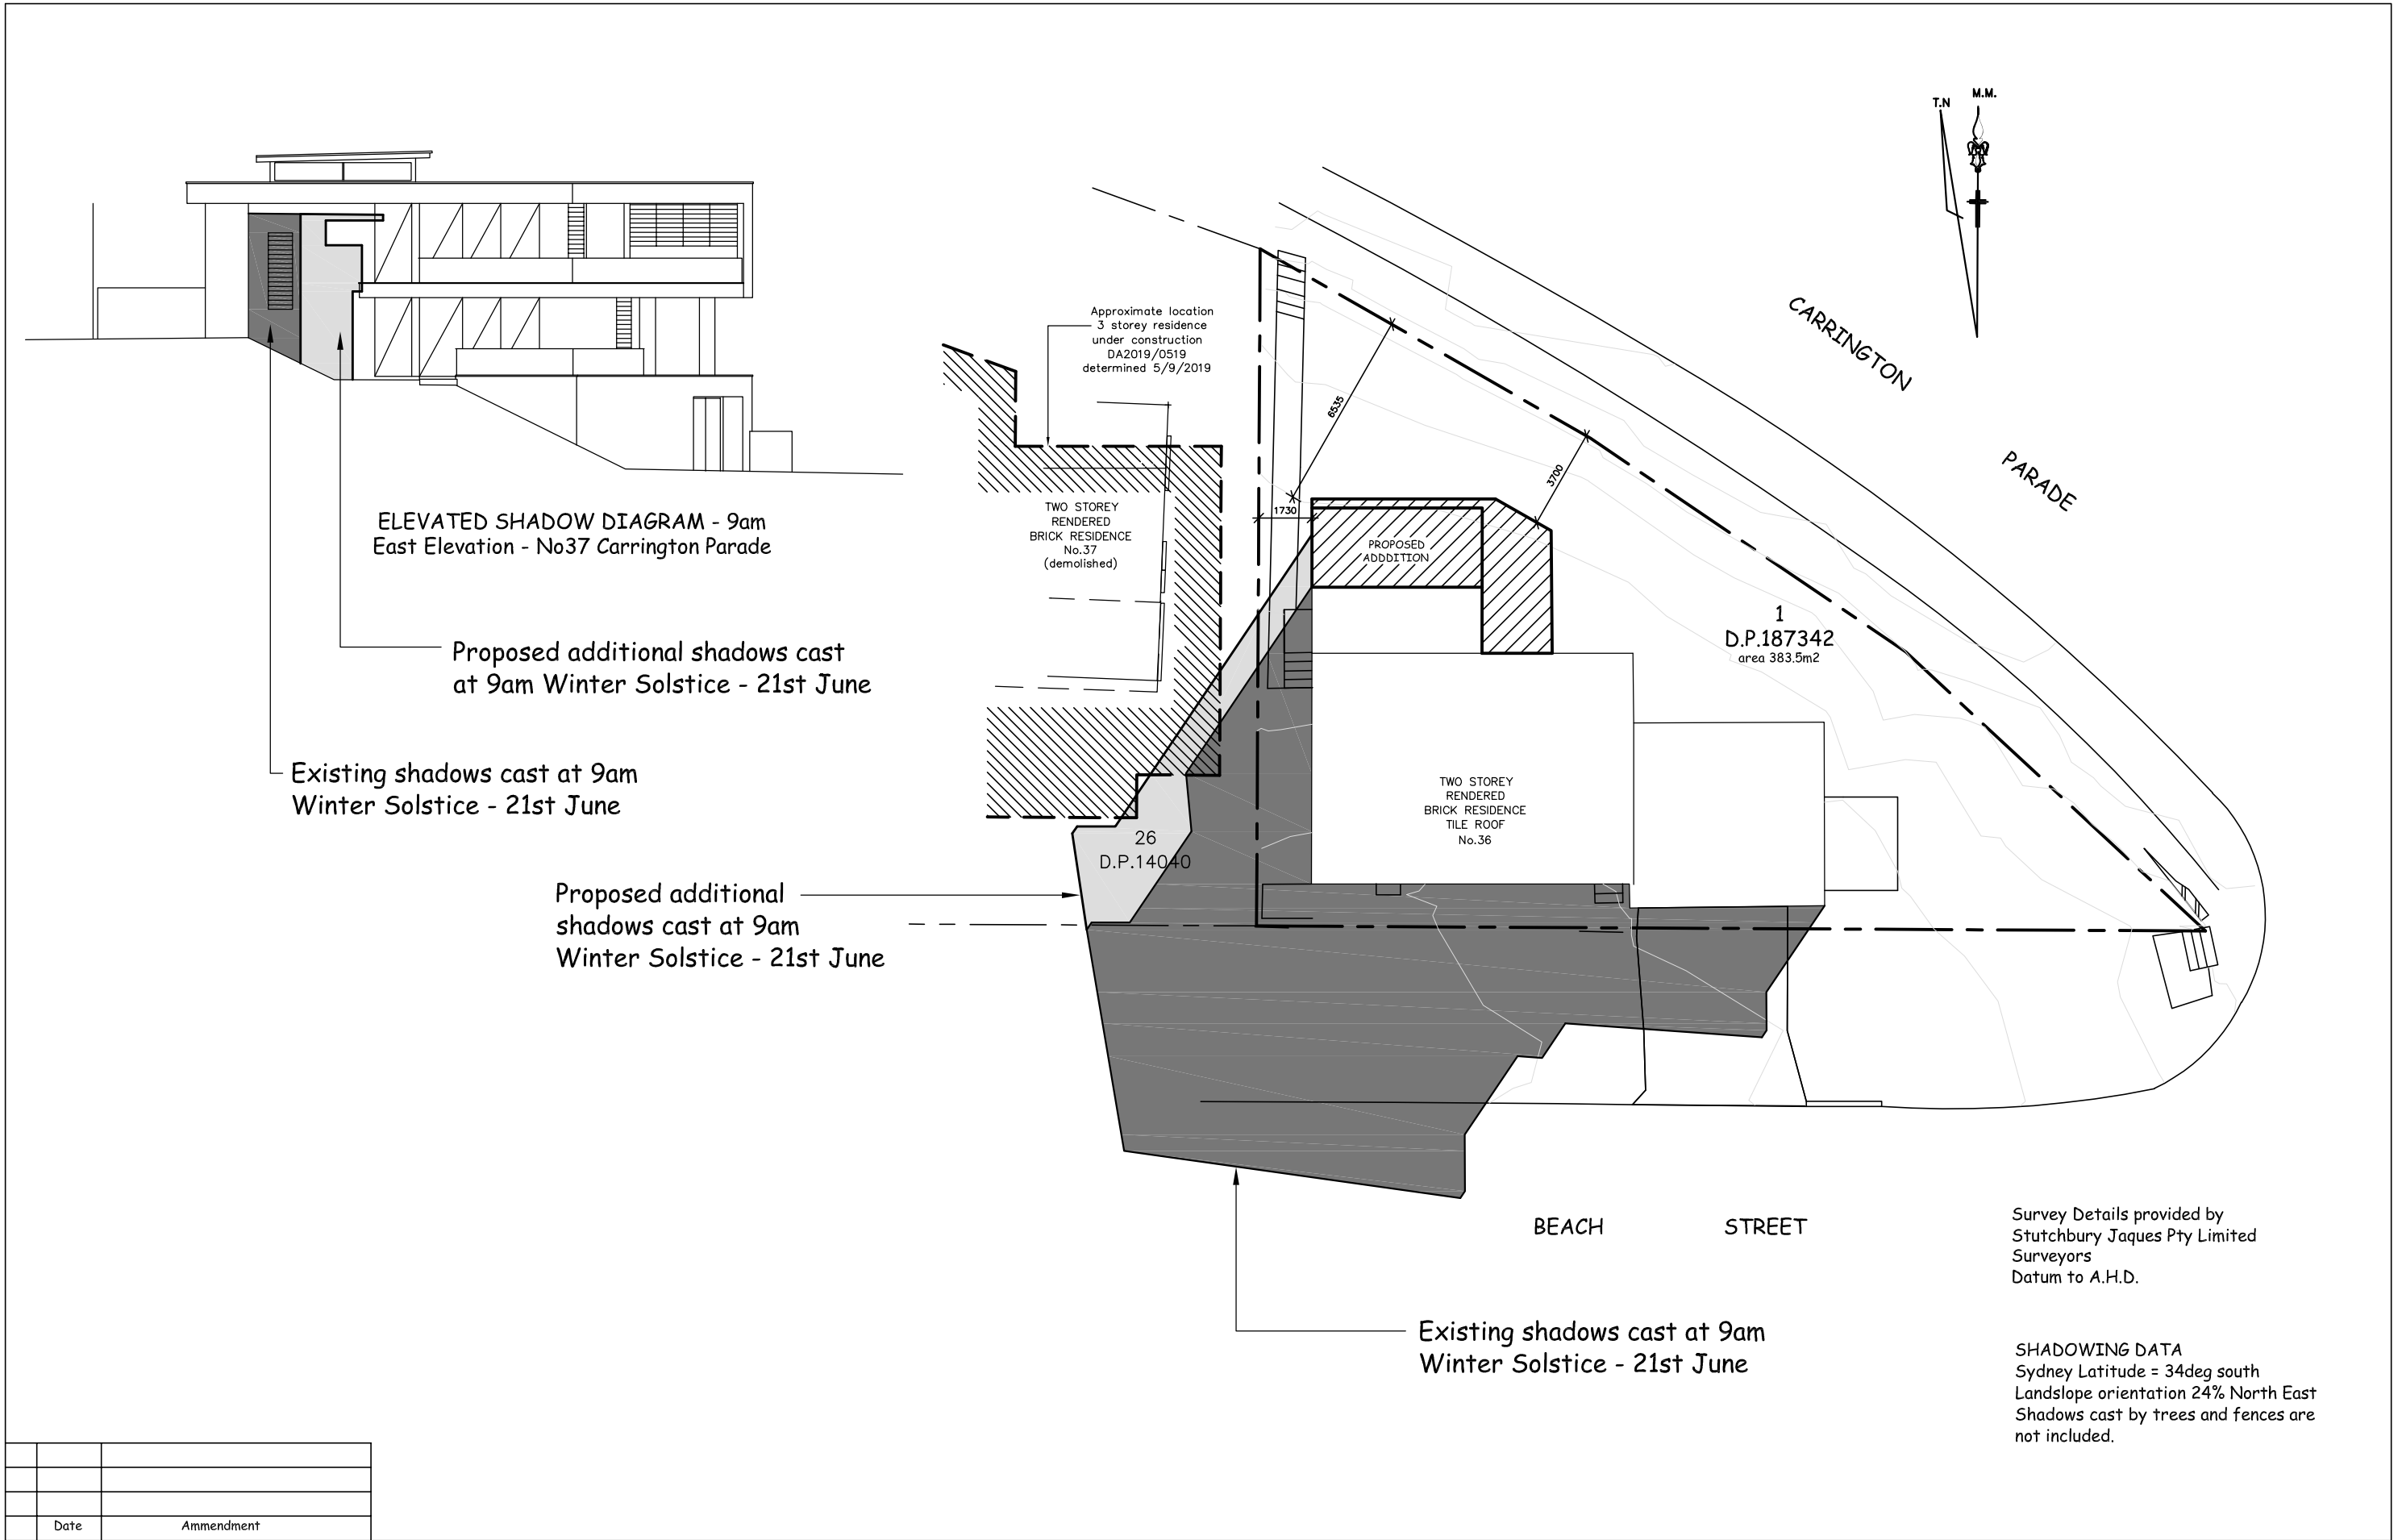 T.N
M.M.
CARRINGTON
PARADE
Approximate location
3 storey residence
under construction
DA2019/0519
determined 5/9/2019
6535
3700
1730
TWO STOREY
RENDERED
BRICK RESIDENCE
No.37
(demolished)
PROPOSED
ADDDITION
ELEVATED SHADOW DIAGRAM - 9am
East Elevation - No37 Carrington Parade
1
D.P.187342
area 383.5m2
Proposed additional shadows cast
at 9am Winter Solstice - 21st June
Existing shadows cast at 9am
Winter Solstice - 21st June
TWO STOREY
RENDERED
BRICK RESIDENCE
TILE ROOF
No.36
26
D.P.14040
Proposed additional
shadows cast at 9am
Winter Solstice - 21st June
BEACH STREET
Survey Details provided by
Stutchbury Jaques Pty Limited
Surveyors
Datum to A.H.D.
Existing shadows cast at 9am
Winter Solstice - 21st June
SHADOWING DATA
Sydney Latitude = 34deg south
Landslope orientation 24% North East
Shadows cast by trees and fences are
not included.
Date Ammendment